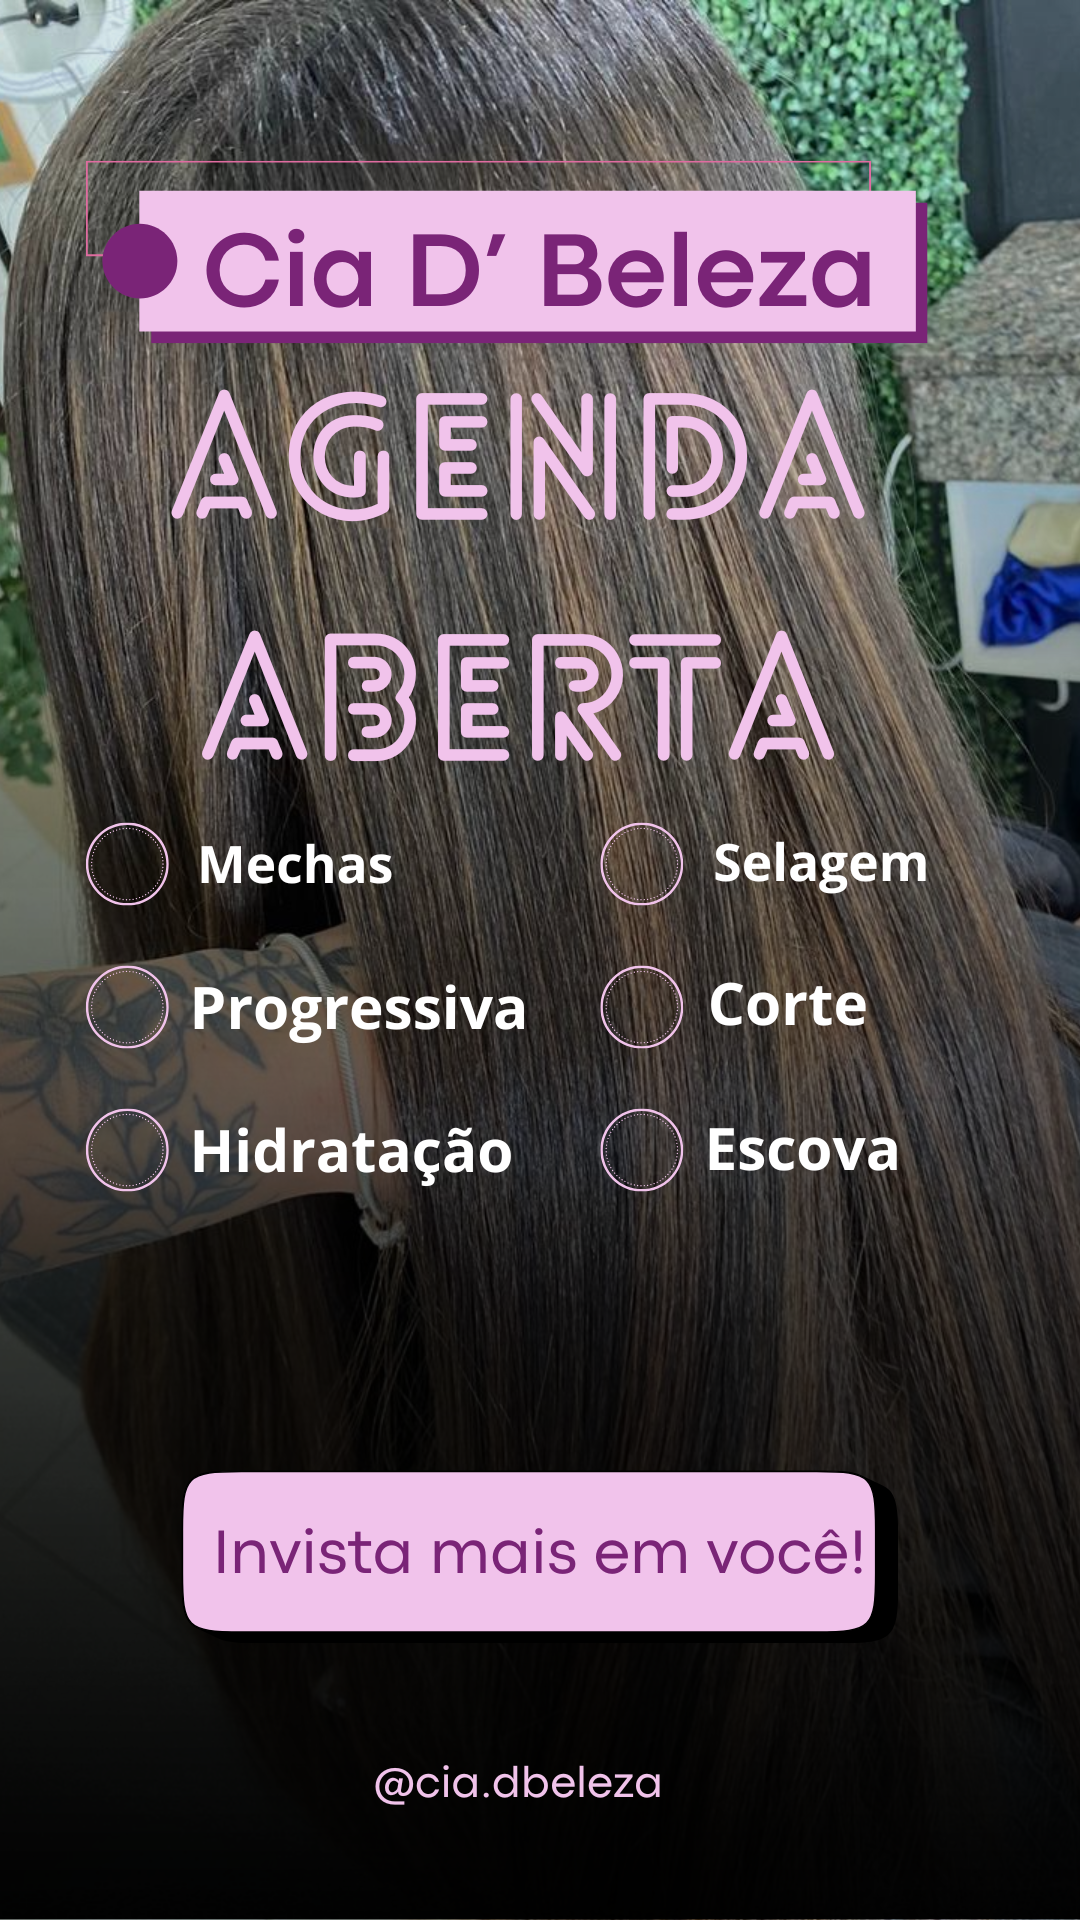 Cia D’ Beleza
AGENDA
ABERTA
Mechas
Selagem
Progressiva
Corte
Hidratação
Escova
Invista mais em você!
@cia.dbeleza